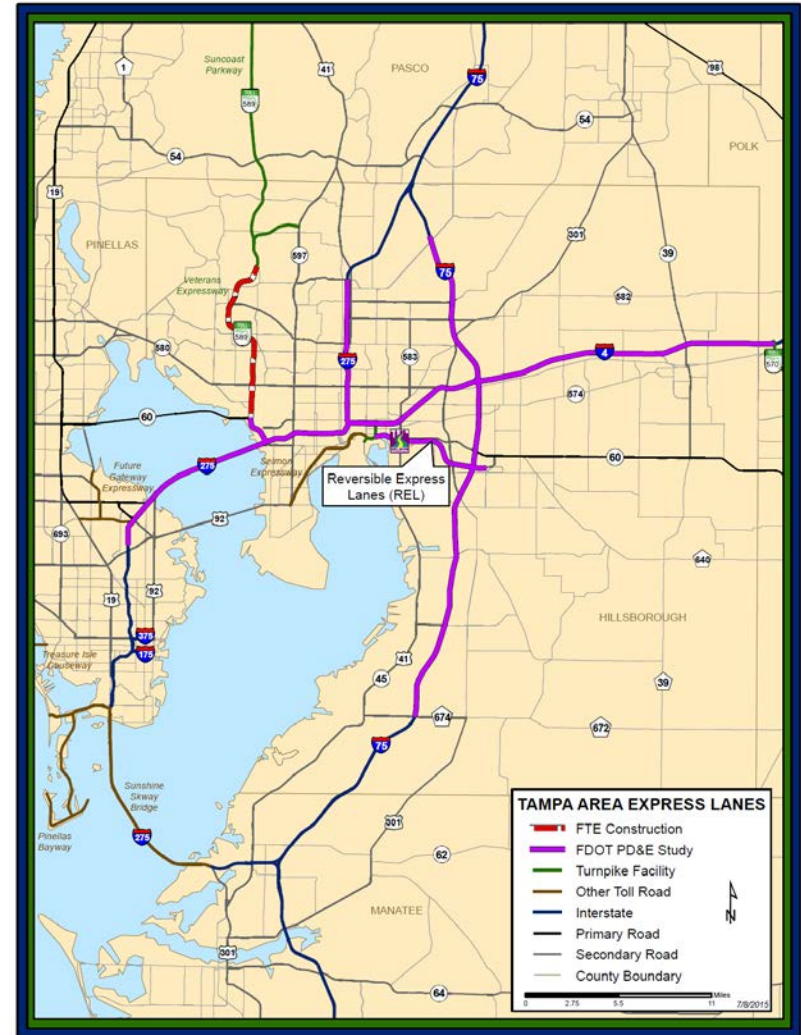 Suncoast
Parkway
41
PASCO
1
75
98
589
54
54
POLK
19
301
39
PINELLAS
597
75
Veterans
Expressway
582
589
580
275
583
4
574
570
60
Selmon
Expressway
Future
Gateway
Expressway
275
60
Reversible Express
Lanes (REL)
92
693
640
19
92
HILLSBOROUGH
375
175
Treasure Isle
Causeway
41
45
39
674
672
75
Sunshine
Skway
Bridge
275
Pinellas
Bayway
301
62
MANATEE
301
64
TAMPA AREA EXPRESS LANES
FTE Construction
FDOT PD&E Study
Turnpike Facility
Other Toll Road
Interstate
Primary Road
Secondary Road
County Boundary
N
Miles
0 2.75 5.5 11
7/8/2015